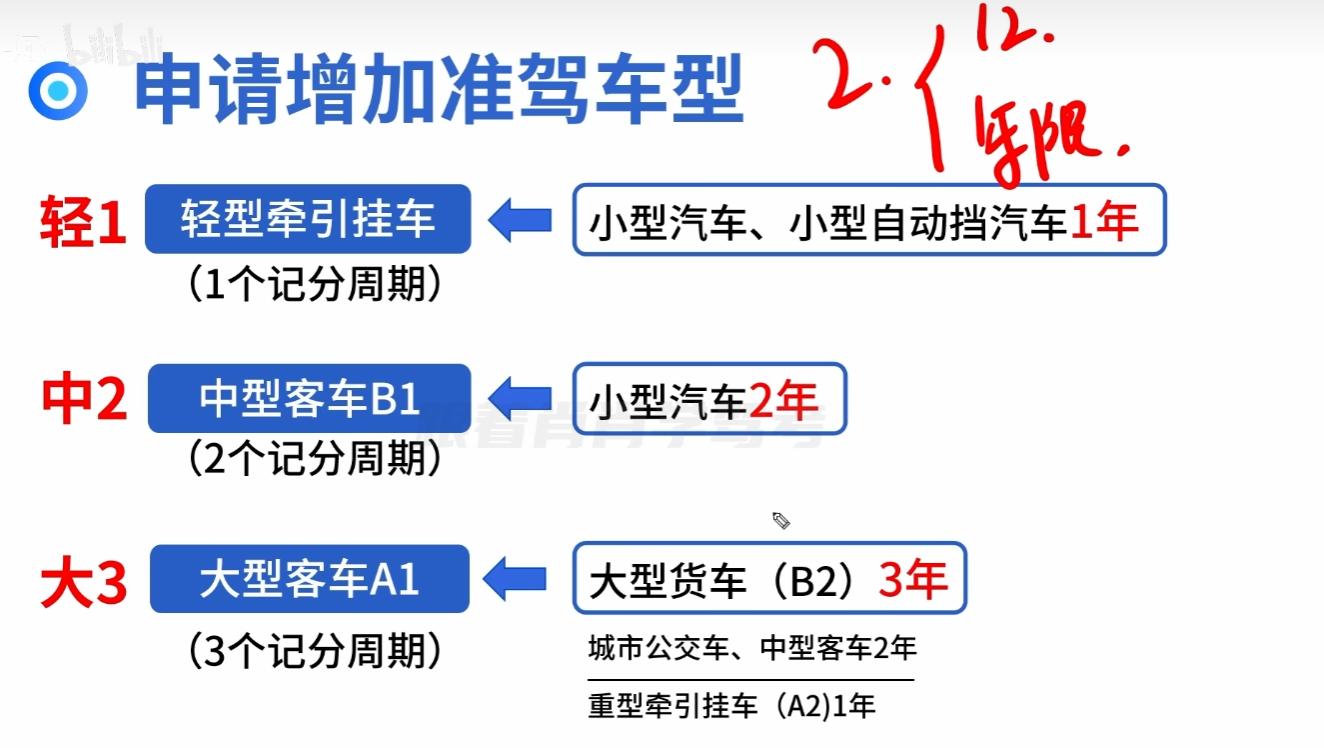 bilibili
申请增加准驾车型
2. 12.
年限.
轻1 轻型牵引挂车 小型汽车、小型自动挡汽车1年
（1个记分周期）
中2 中型客车B1 小型汽车2年
（2个记分周期）
大3 大型客车A1 大型货车（B2）3年
（3个记分周期） 城市公交车、中型客车2年
重型牵引挂车（A2)1年